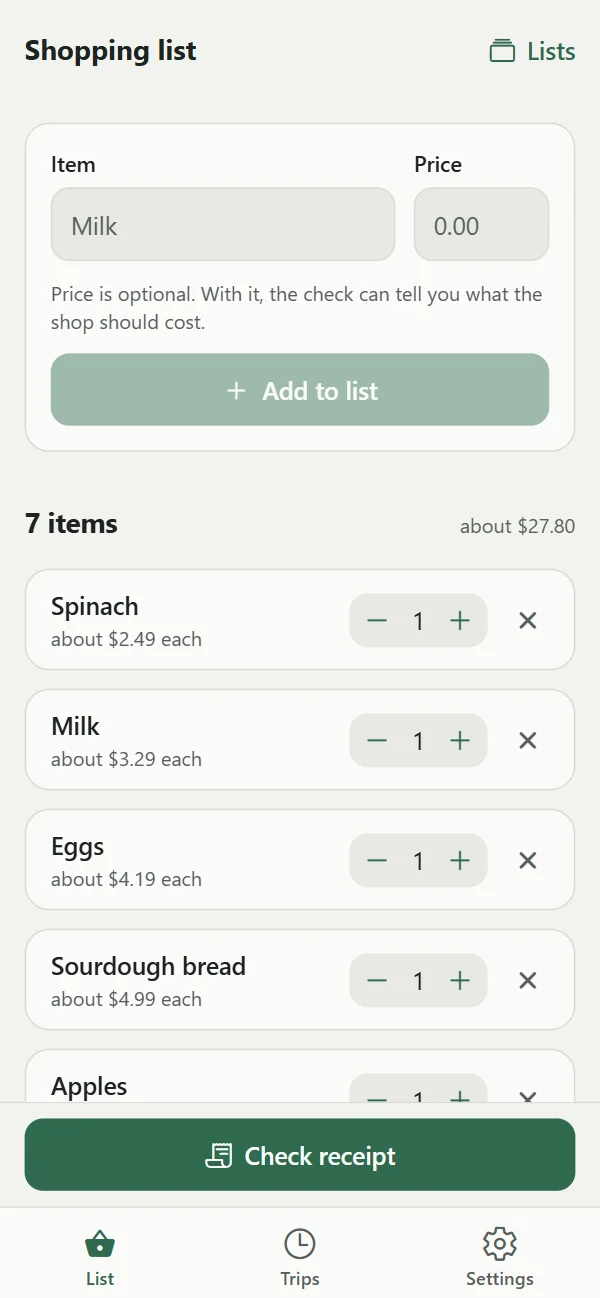 Shopping list
Lists
Item
Price
Milk
0.00
Price is optional. With it, the check can tell you what the
shop should cost.
+ Add to list
7 items
about $27.80
Spinach
about $2.49 each
− 1 + ×
Milk
about $3.29 each
− 1 + ×
Eggs
about $4.19 each
− 1 + ×
Sourdough bread
about $4.99 each
− 1 + ×
Apples
− 1 + ×
Check receipt
List
Trips
Settings